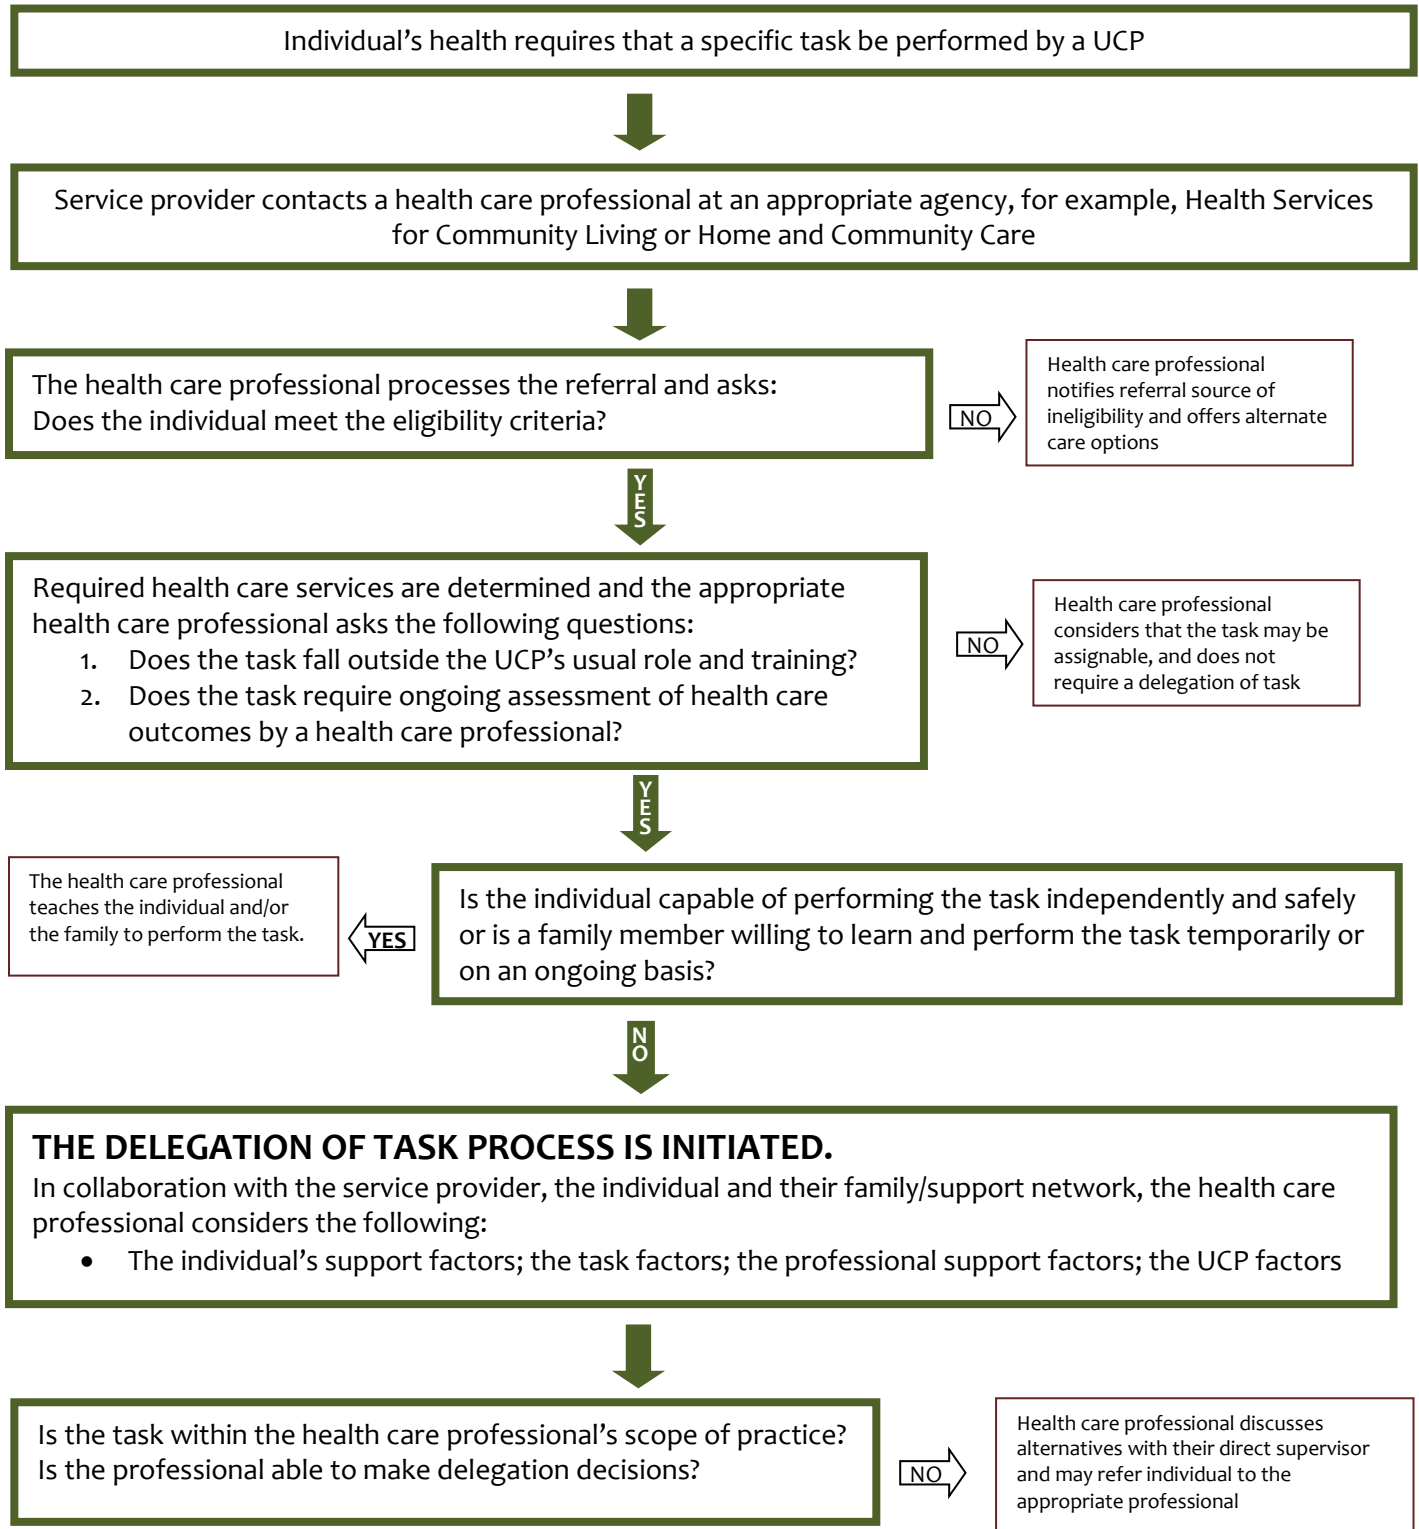 Individual’s health requires that a specific task be performed by a UCP
Service provider contacts a health care professional at an appropriate agency, for example, Health Services
for Community Living or Home and Community Care
The health care professional processes the referral and asks:
Does the individual meet the eligibility criteria?
NO
Health care professional
notifies referral source of
ineligibility and offers alternate
care options
YES
Required health care services are determined and the appropriate
health care professional asks the following questions:
1. Does the task fall outside the UCP’s usual role and training?
2. Does the task require ongoing assessment of health care
outcomes by a health care professional?
NO
Health care professional
considers that the task may be
assignable, and does not
require a delegation of task
YES
Is the individual capable of performing the task independently and safely
or is a family member willing to learn and perform the task temporarily or
on an ongoing basis?
YES
The health care professional
teaches the individual and/or
the family to perform the task.
NO
THE DELEGATION OF TASK PROCESS IS INITIATED.
In collaboration with the service provider, the individual and their family/support network, the health care
professional considers the following:
• The individual’s support factors; the task factors; the professional support factors; the UCP factors
Is the task within the health care professional’s scope of practice?
Is the professional able to make delegation decisions?
NO
Health care professional discusses
alternatives with their direct supervisor
and may refer individual to the
appropriate professional